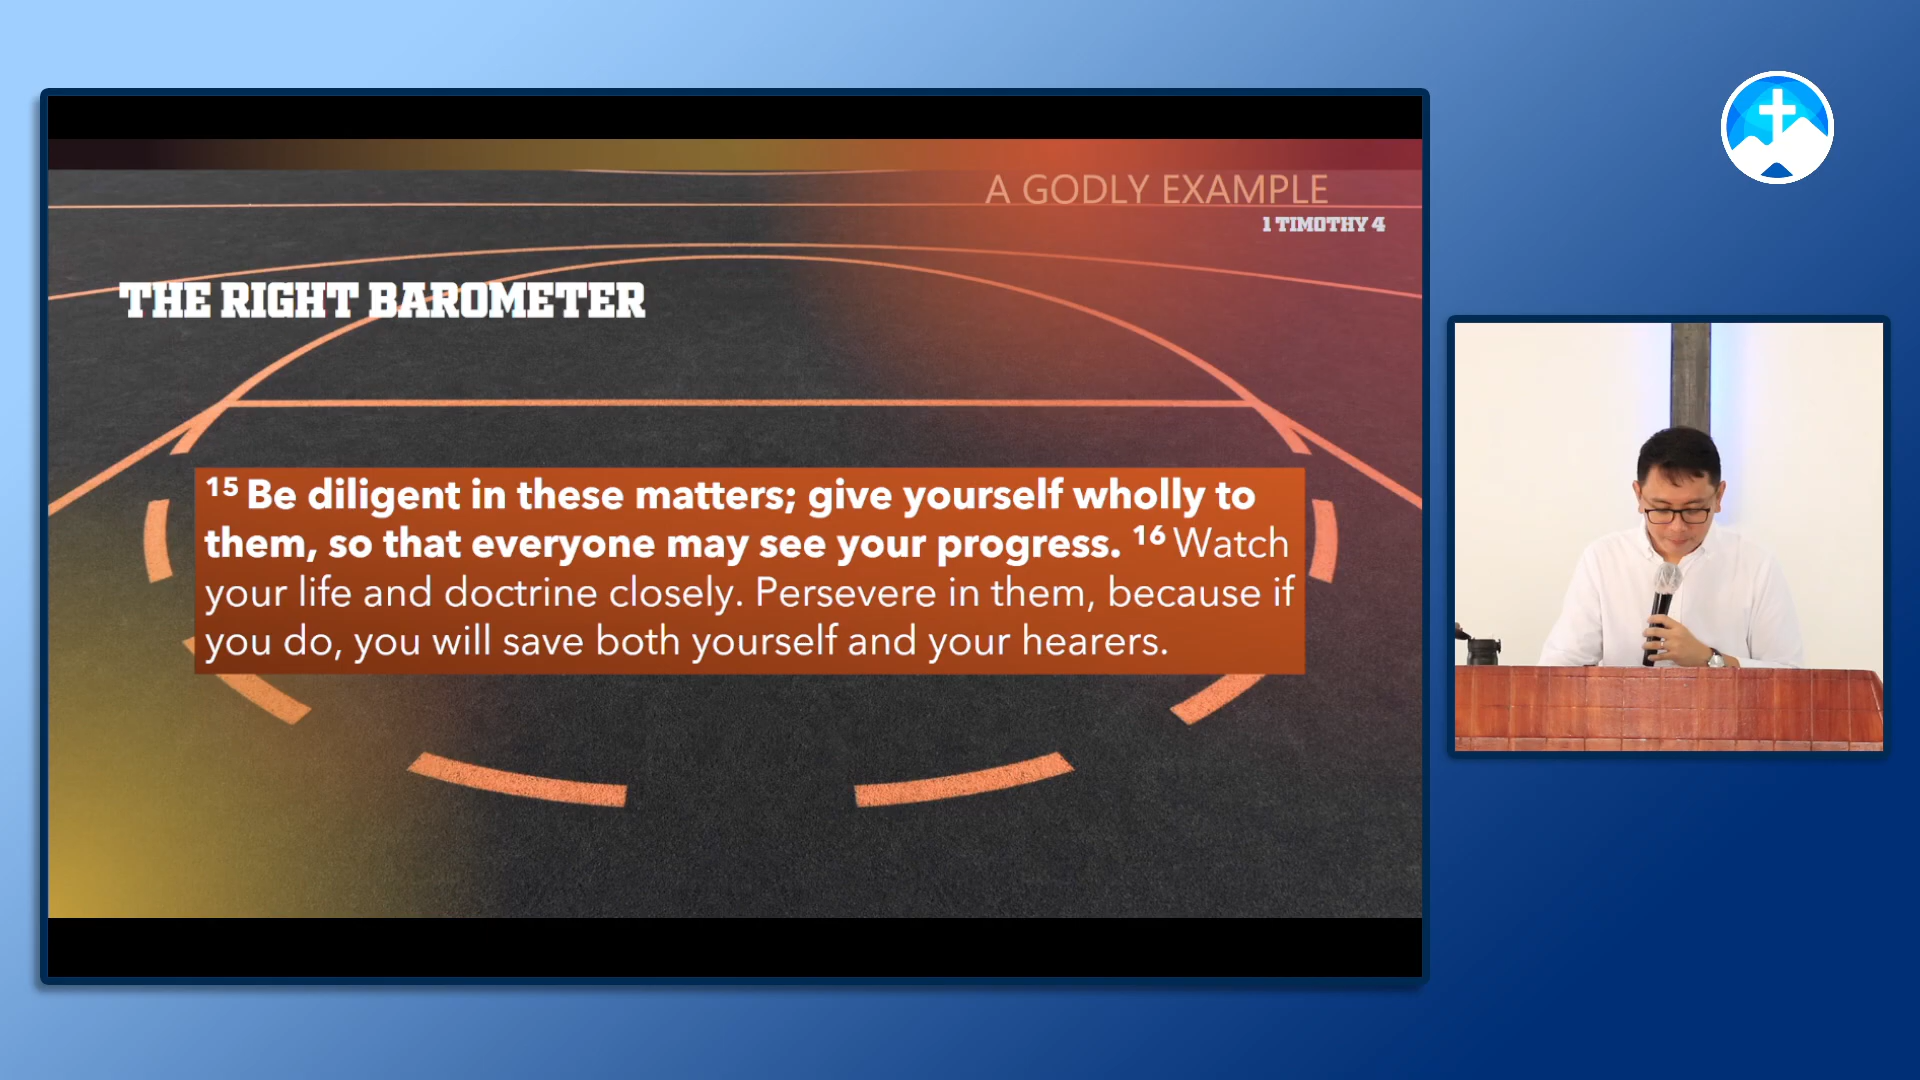 A GODLY EXAMPLE
1 TIMOTHY 4
THE RIGHT BAROMETER
15 Be diligent in these matters; give yourself wholly to
them, so that everyone may see your progress. 16 Watch
your life and doctrine closely. Persevere in them, because if
you do, you will save both yourself and your hearers.